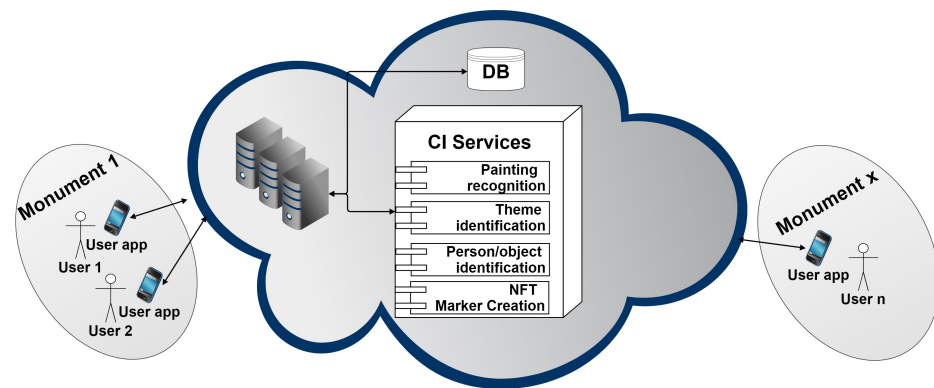 Monument 1
User app
User 1
User app
User 2
DB
CI Services
Painting
recognition
Theme
identification
Person/object
identification
NFT
Marker Creation
Monument x
User app
User n